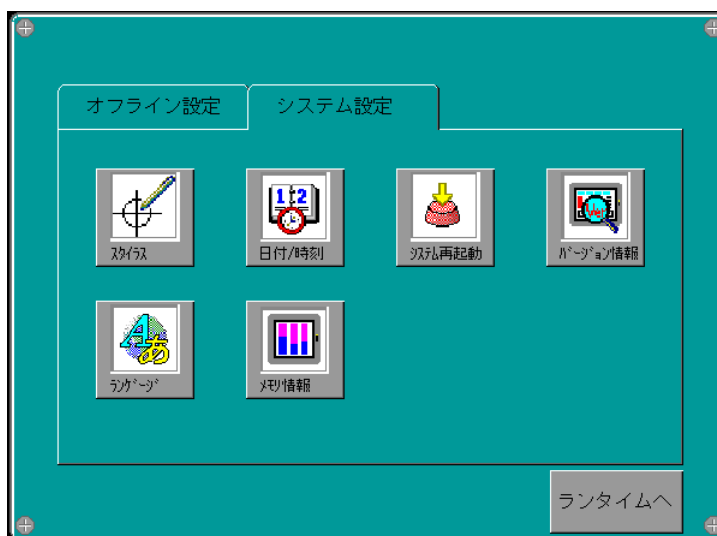 オフライン設定
システム設定
ｽﾀｲﾗｽ
日付/時刻
ｼｽﾃﾑ再起動
ﾊﾞｰｼﾞｮﾝ情報
ﾗﾝｹﾞｰｼﾞ
ﾒﾓﾘ情報
ランタイムへ